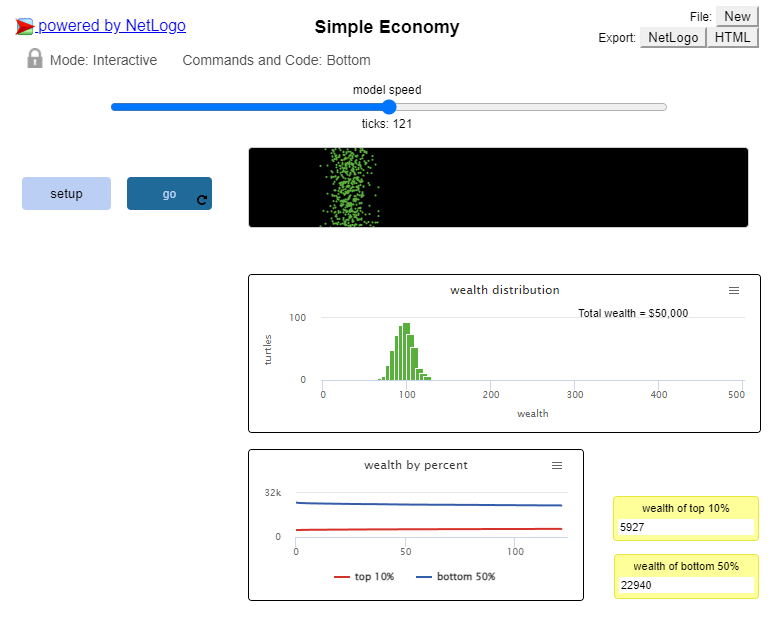 powered by NetLogo
Simple Economy
File: New
Export: NetLogo HTML
Mode: Interactive Commands and Code: Bottom
model speed
ticks: 121
setup
go
wealth distribution
Total wealth = $50,000
100
turtles
0
0 100 200 300 400 500
wealth
wealth by percent
32k
0
0 50 100
top 10% bottom 50%
wealth of top 10%
5927
wealth of bottom 50%
22940